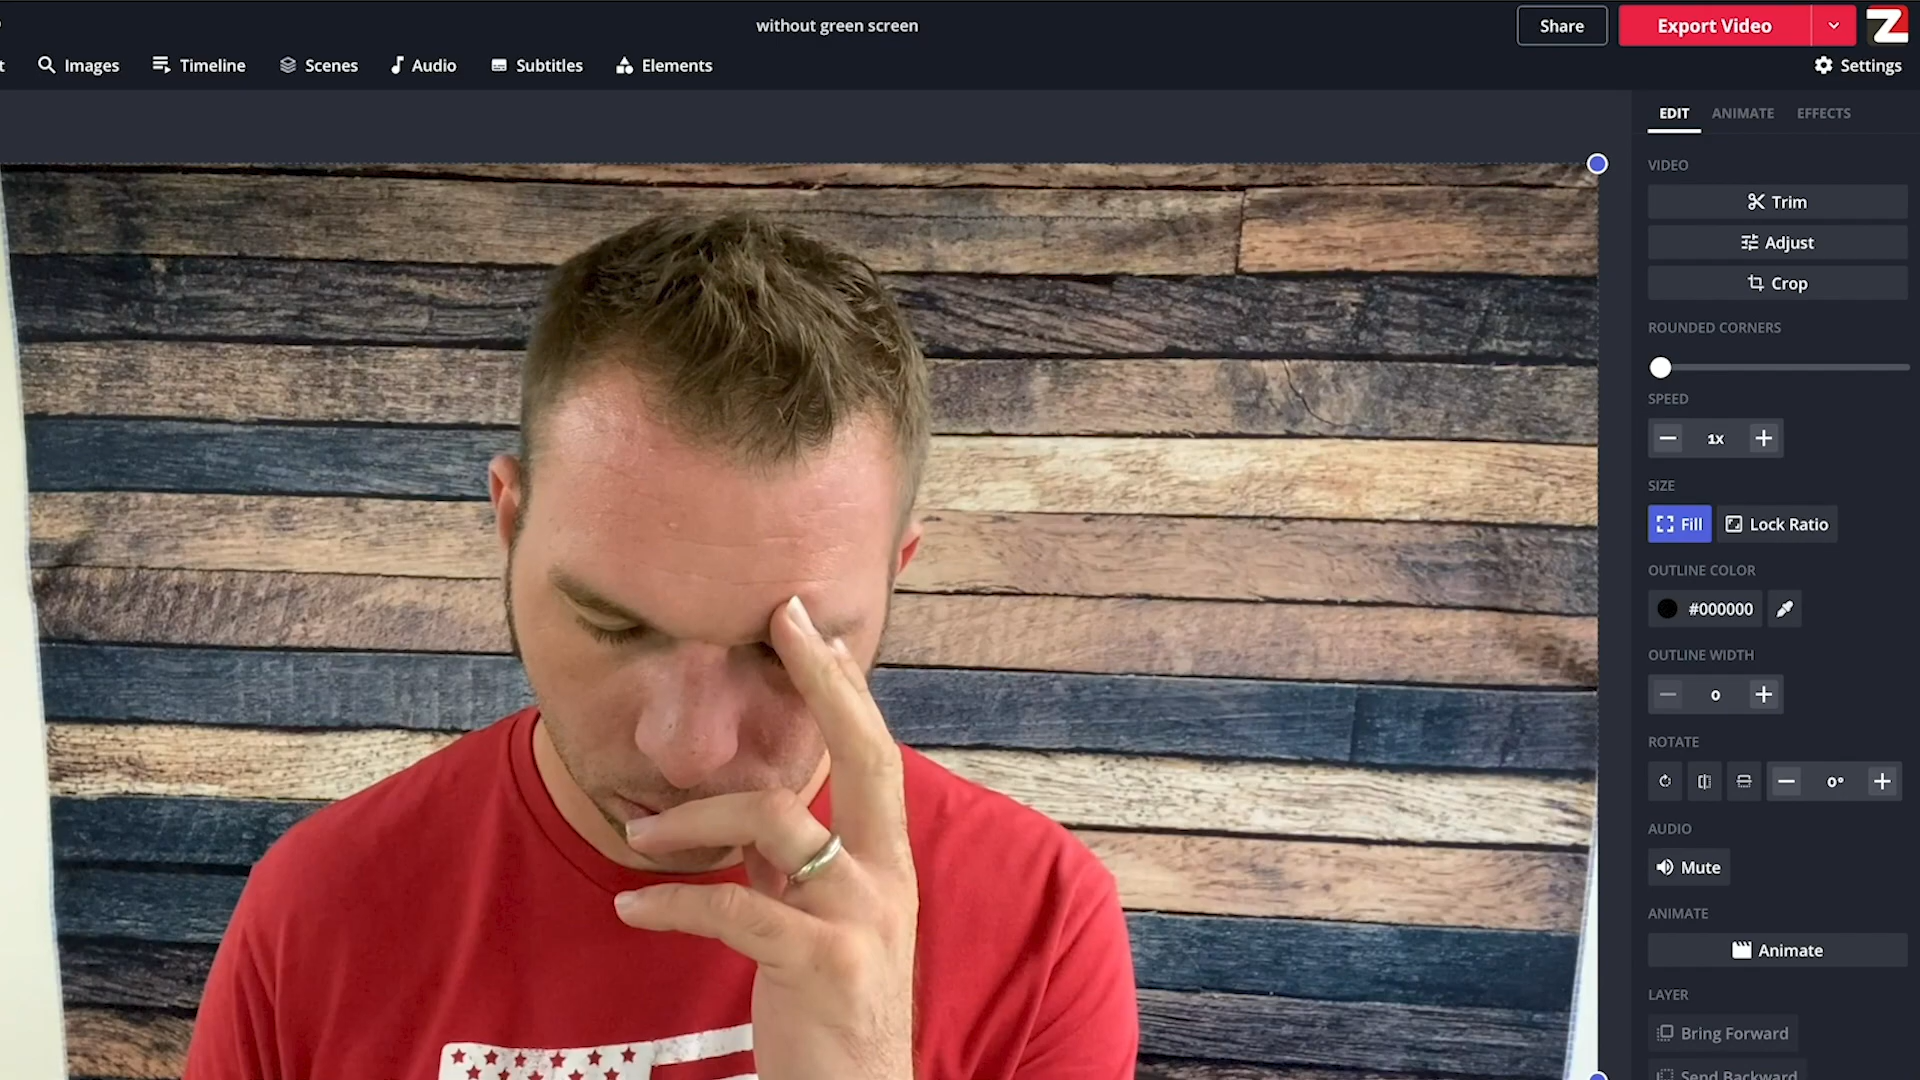 without green screen
Share
Export Video
Z
t Images Timeline Scenes Audio Subtitles Elements
Settings
EDIT ANIMATE EFFECTS
VIDEO
Trim
Adjust
Crop
ROUNDED CORNERS
SPEED
1x
SIZE
Fill Lock Ratio
OUTLINE COLOR
#000000
OUTLINE WIDTH
0
ROTATE
0°
AUDIO
Mute
ANIMATE
Animate
LAYER
Bring Forward
Send Backward